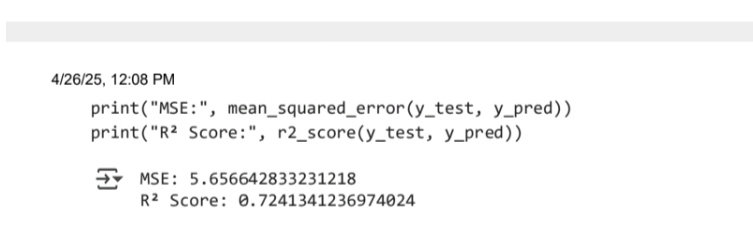 4/26/25, 12:08 PM
print("MSE:", mean_squared_error(y_test, y_pred))
print("R² Score:", r2_score(y_test, y_pred))
MSE: 5.656642833231218
R² Score: 0.7241341236974024